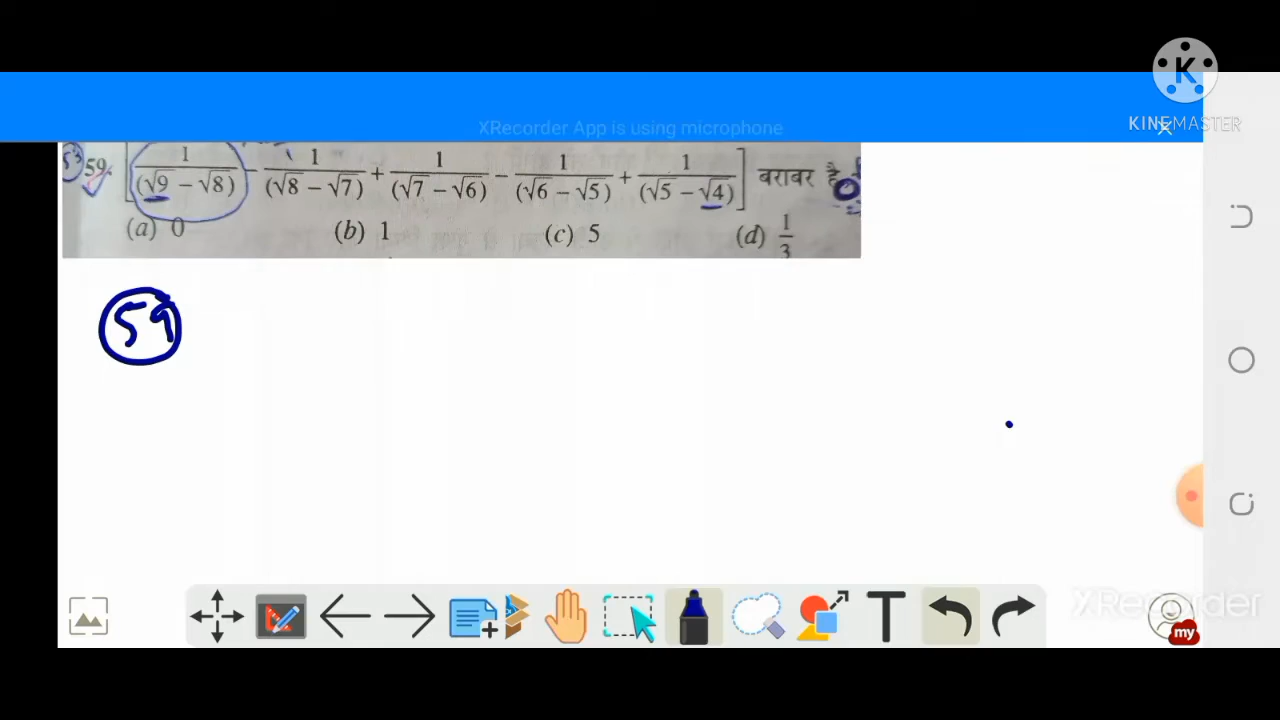 K
KINEMASTER
XRecorder App is using microphone
59. [ 1/(√9 − √8) − 1/(√8 − √7) + 1/(√7 − √6) − 1/(√6 − √5) + 1/(√5 − √4) ] बराबर है
(a) 0 (b) 1 (c) 5 (d) 1/3
59
T
XRecorder
my